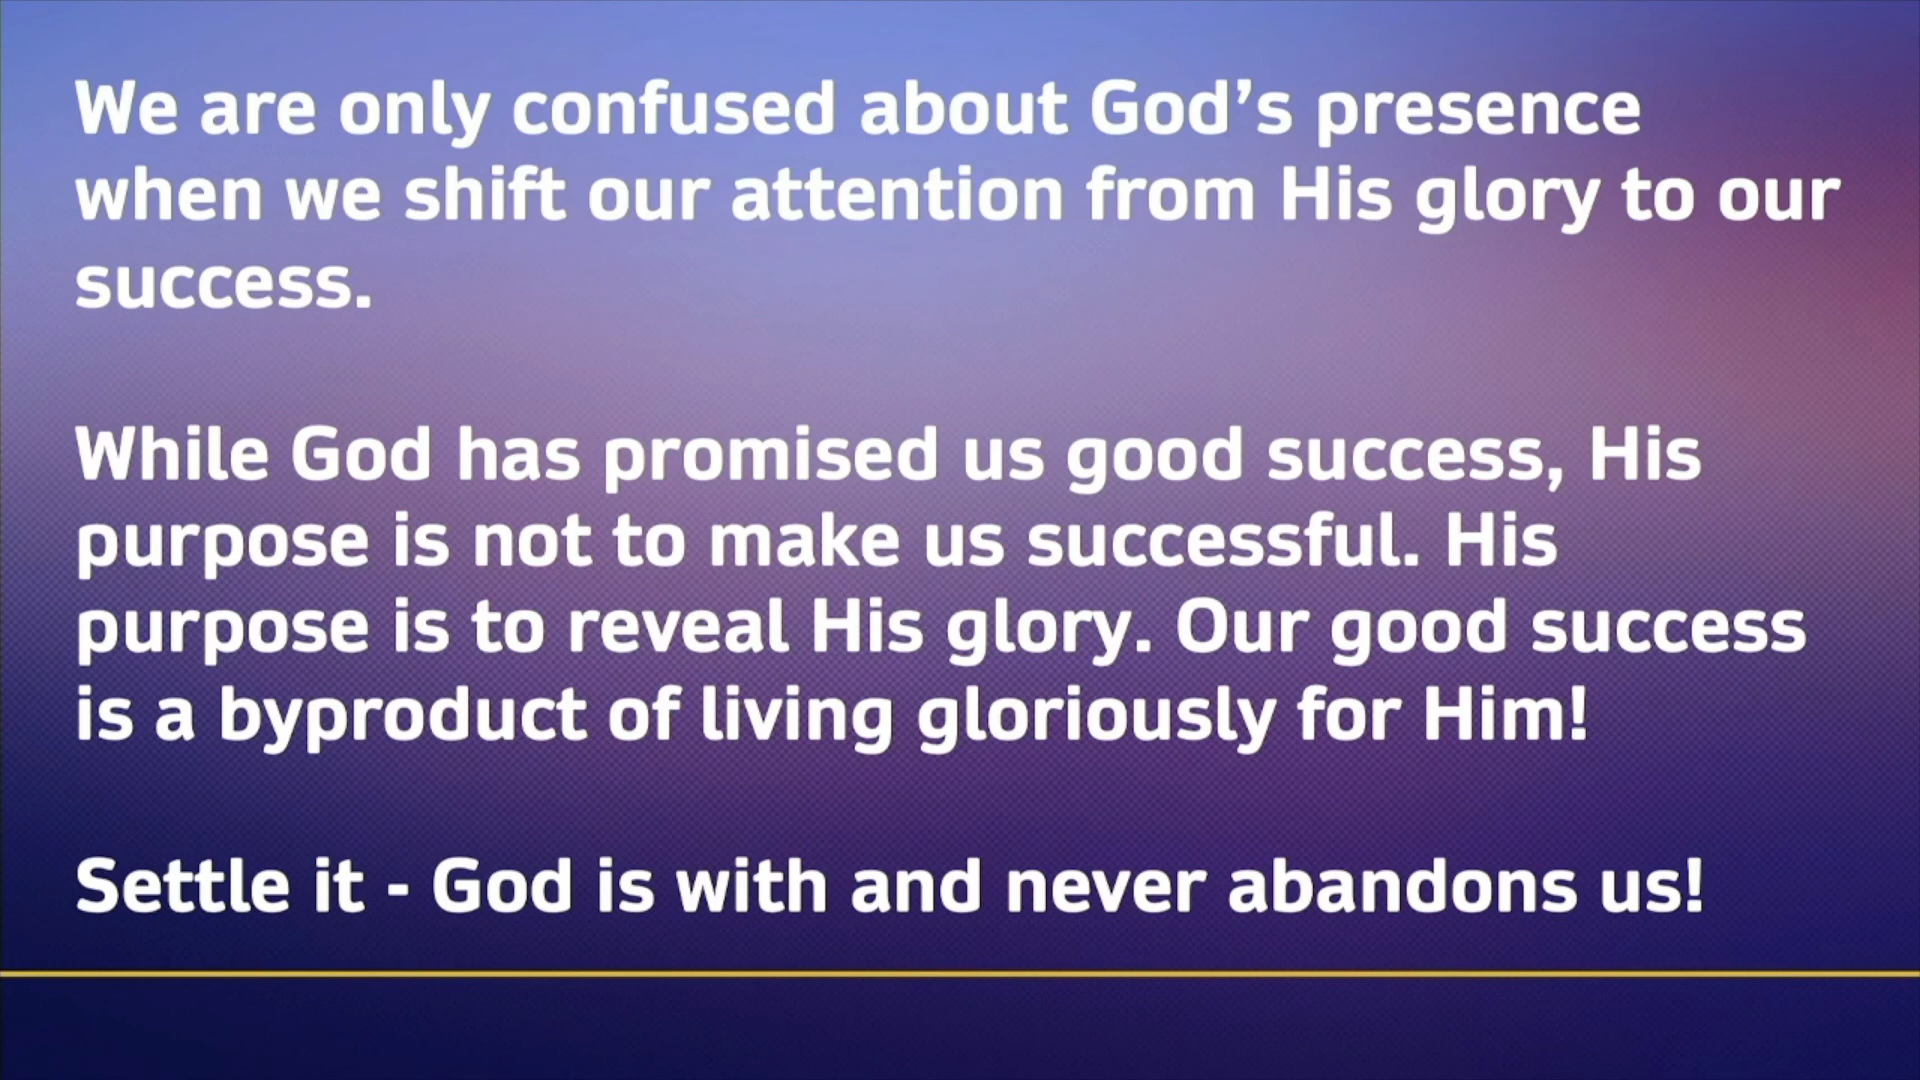 We are only confused about God’s presence
when we shift our attention from His glory to our
success.
While God has promised us good success, His
purpose is not to make us successful. His
purpose is to reveal His glory. Our good success
is a byproduct of living gloriously for Him!
Settle it - God is with and never abandons us!